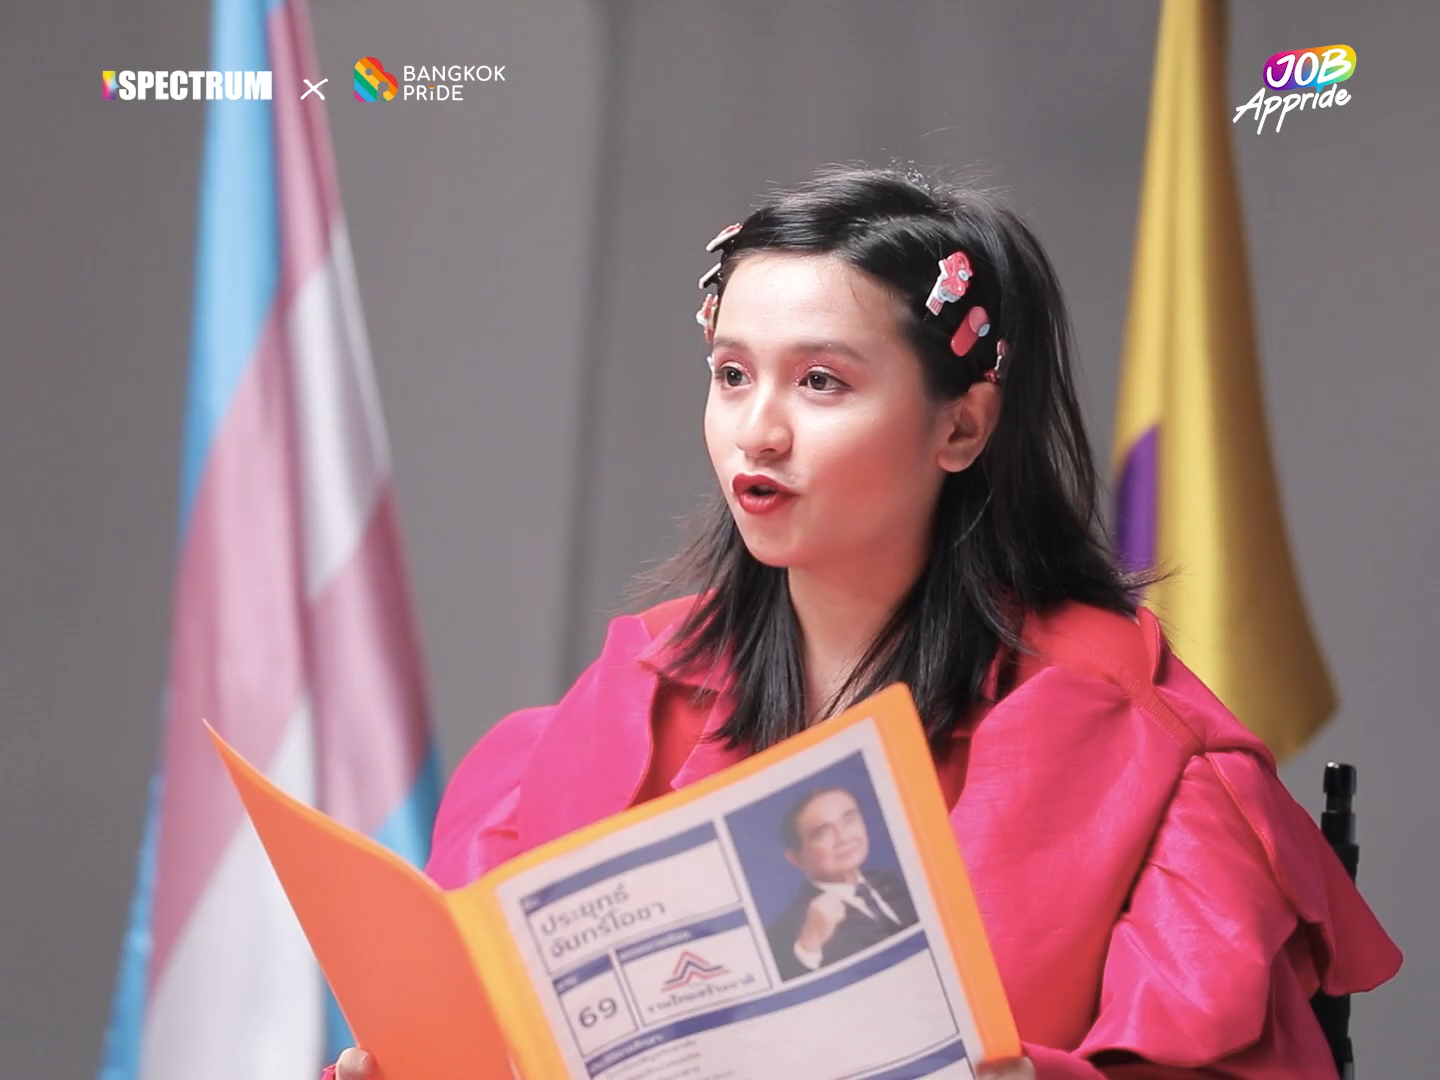 SPECTRUM
X
BANGKOK
PRiDE
JOB
Appride
ประยุทธ์
จันทร์โอชา
69
รวมไทยสร้างชาติ